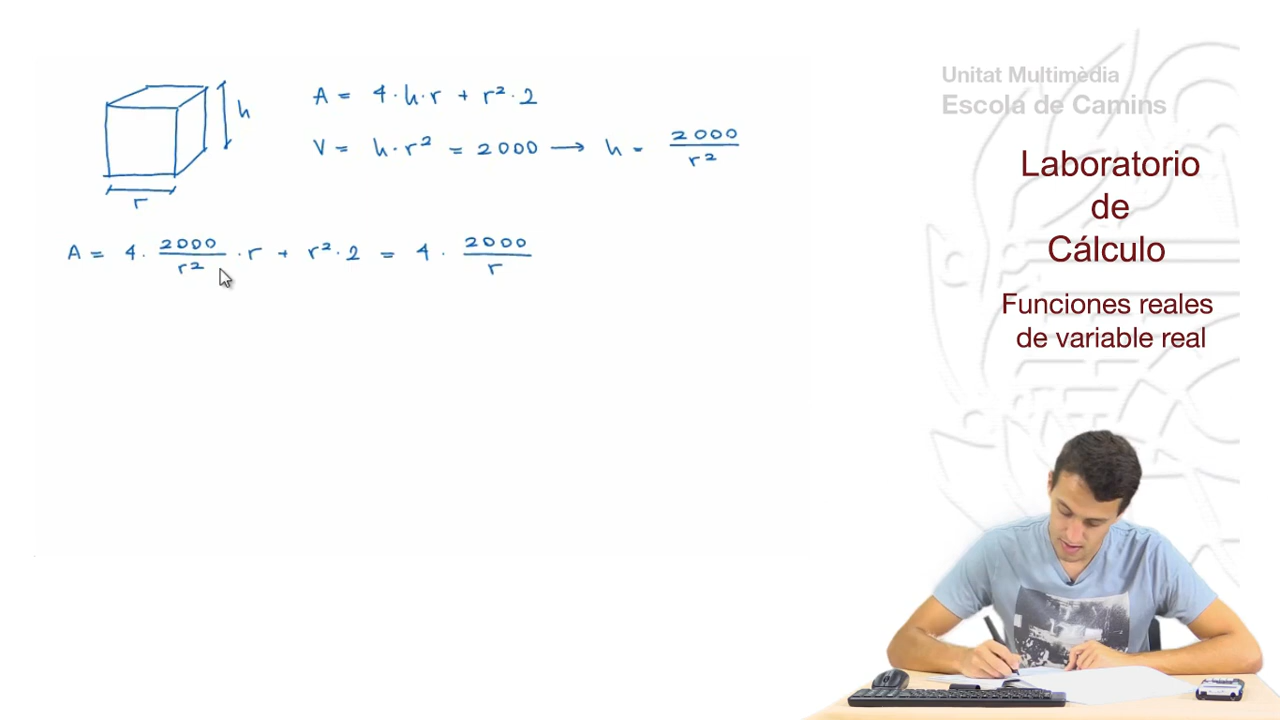 h
r
A = 4·h·r + r²·2
V = h·r² = 2000 → h = 2000/r²
A = 4·2000/r²·r + r²·2 = 4·2000/r
Unitat Multimèdia
Escola de Camins
Laboratorio
de
Cálculo
Funciones reales
de variable real